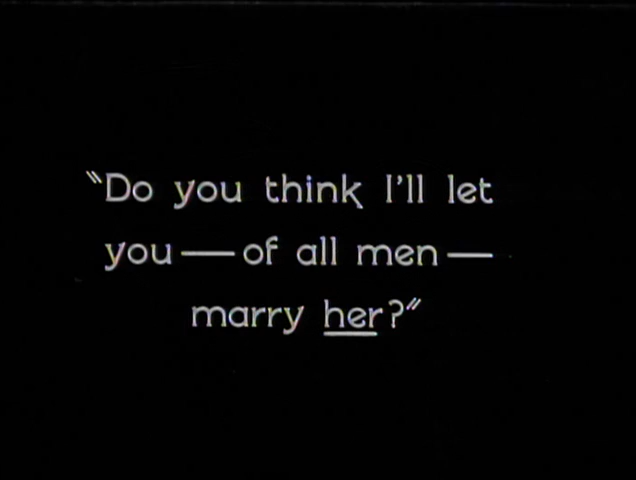 "Do you think I'll let
you — of all men —
marry her?"